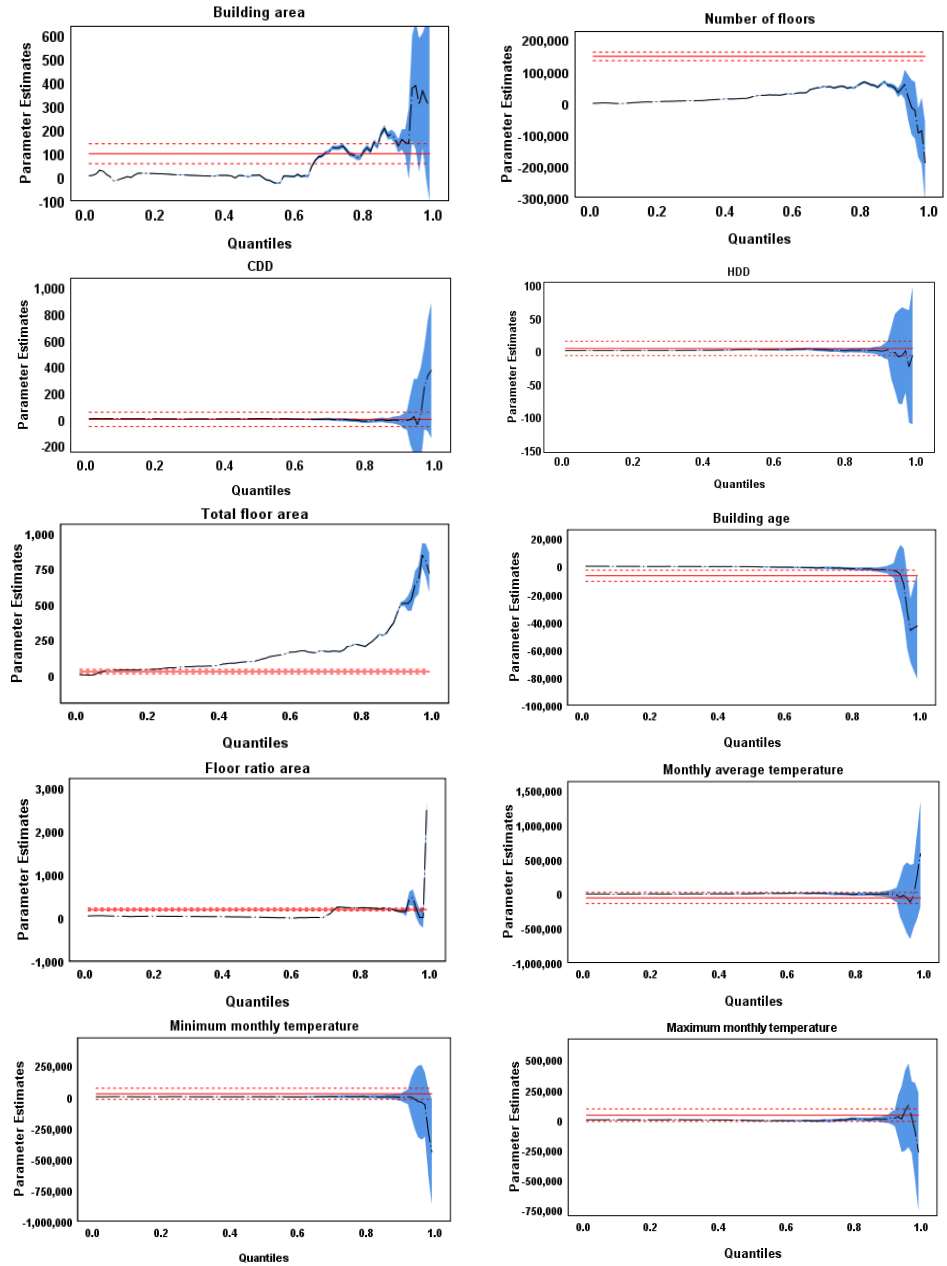 Building area
Parameter Estimates
600
500
400
300
200
100
0
-100
0.0 0.2 0.4 0.6 0.8 1.0
Quantiles
Number of floors
Parameter Estimates
200,000
100,000
0
-100,000
-200,000
-300,000
0.0 0.2 0.4 0.6 0.8 1.0
Quantiles
CDD
Parameter Estimates
1,000
800
600
400
200
0
-200
0.0 0.2 0.4 0.6 0.8 1.0
Quantiles
HDD
Parameter Estimates
100
50
0
-50
-100
-150
0.0 0.2 0.4 0.6 0.8 1.0
Quantiles
Total floor area
Parameter Estimates
1,000
750
500
250
0
0.0 0.2 0.4 0.6 0.8 1.0
Quantiles
Building age
Parameter Estimates
20,000
0
-20,000
-40,000
-60,000
-80,000
-100,000
0.0 0.2 0.4 0.6 0.8 1.0
Quantiles
Floor ratio area
Parameter Estimates
3,000
2,000
1,000
0
-1,000
0.0 0.2 0.4 0.6 0.8 1.0
Quantiles
Monthly average temperature
Parameter Estimates
1,500,000
1,000,000
500,000
0
-500,000
-1,000,000
0.0 0.2 0.4 0.6 0.8 1.0
Quantiles
Minimum monthly temperature
Parameter Estimates
250,000
0
-250,000
-500,000
-750,000
-1,000,000
0.0 0.2 0.4 0.6 0.8 1.0
Quantiles
Maximum monthly temperature
Parameter Estimates
500,000
250,000
0
-250,000
-500,000
-750,000
0.0 0.2 0.4 0.6 0.8 1.0
Quantiles